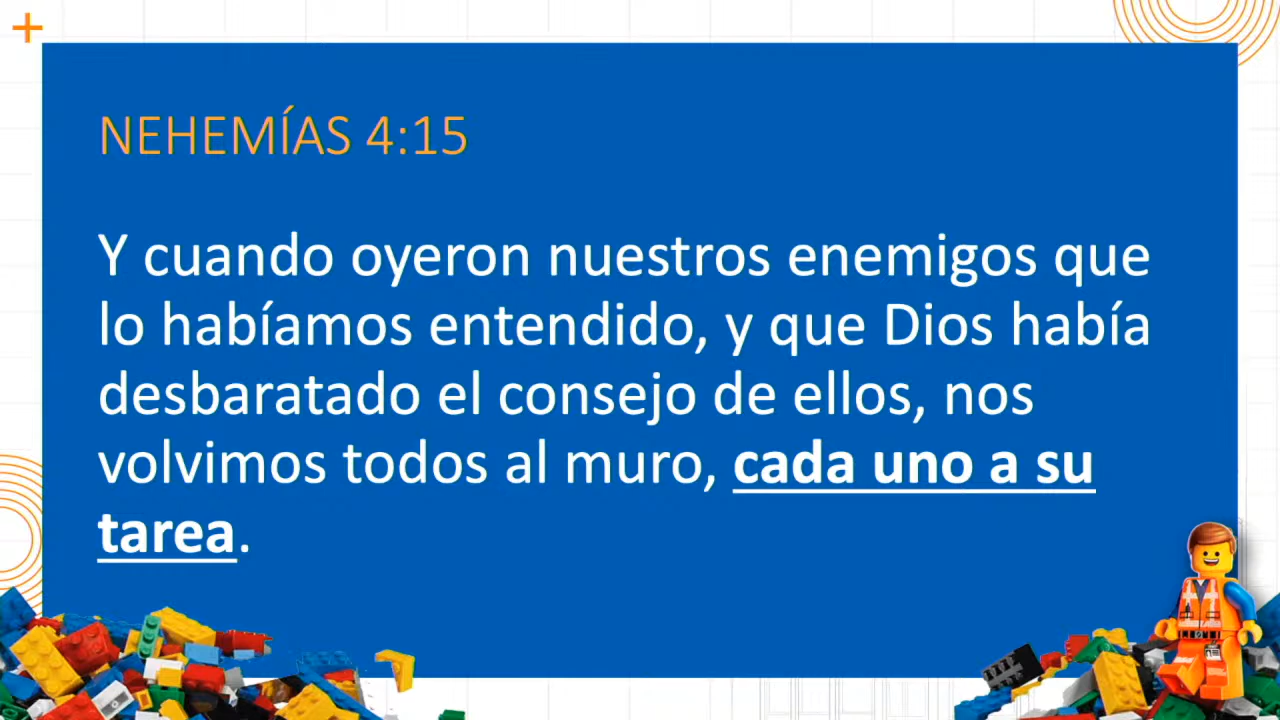 NEHEMÍAS 4:15
Y cuando oyeron nuestros enemigos que
lo habíamos entendido, y que Dios había
desbaratado el consejo de ellos, nos
volvimos todos al muro, cada uno a su
tarea.